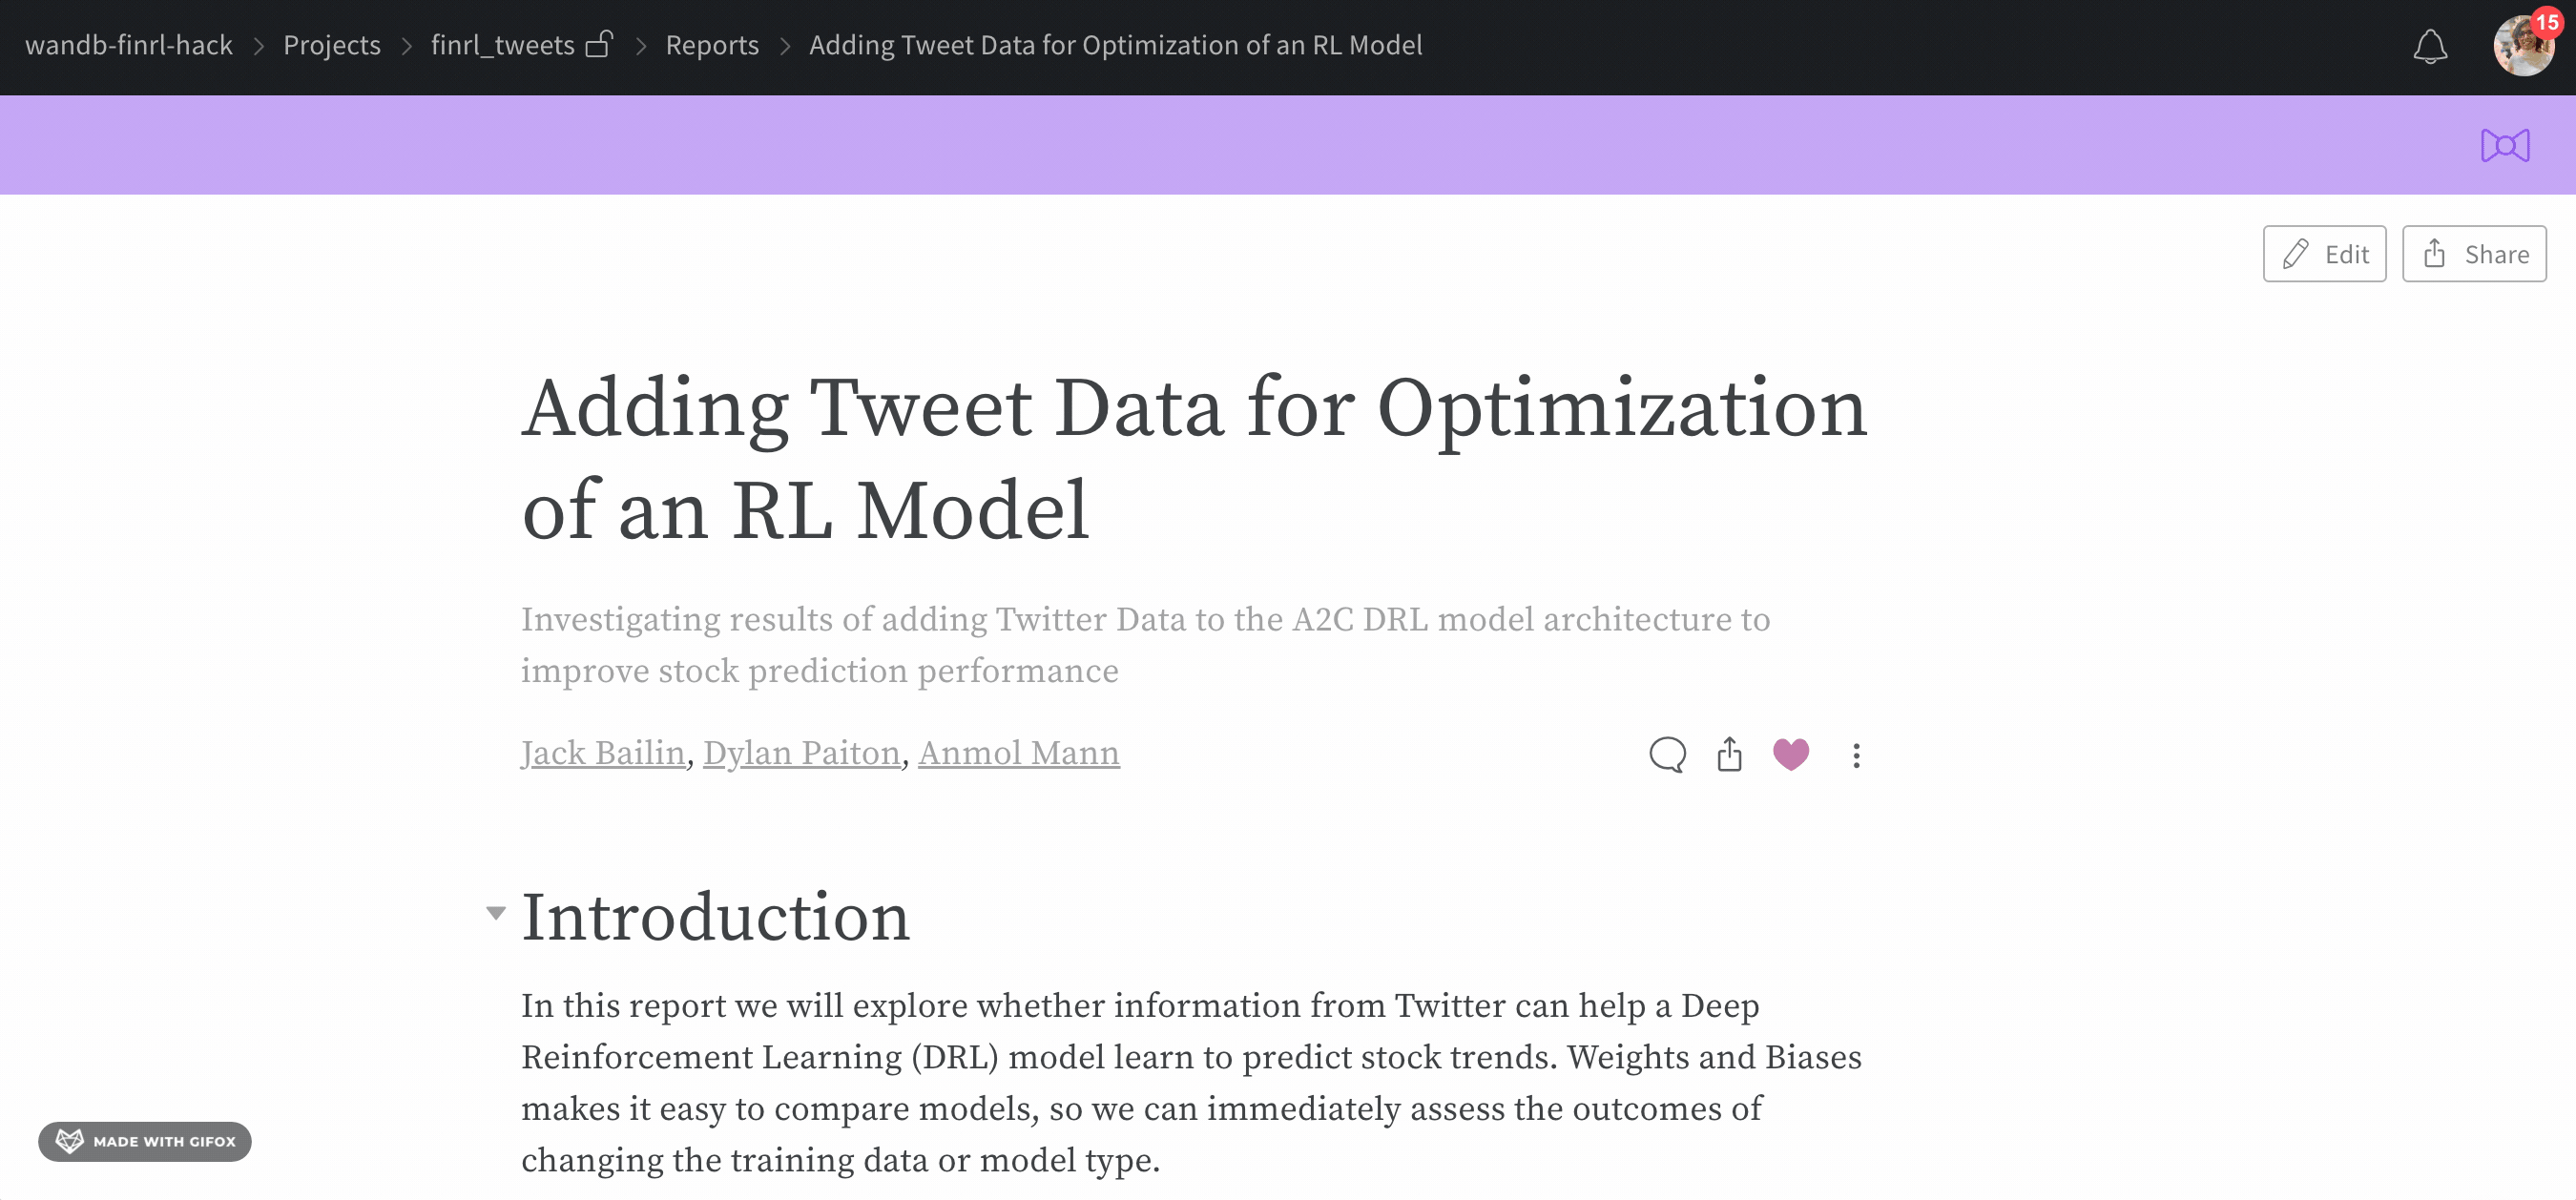 wandb-finrl-hack > Projects > finrl_tweets > Reports > Adding Tweet Data for Optimization of an RL Model
15
Edit
Share
Adding Tweet Data for Optimization
of an RL Model
Investigating results of adding Twitter Data to the A2C DRL model architecture to
improve stock prediction performance
Jack Bailin, Dylan Paiton, Anmol Mann
Introduction
In this report we will explore whether information from Twitter can help a Deep
Reinforcement Learning (DRL) model learn to predict stock trends. Weights and Biases
makes it easy to compare models, so we can immediately assess the outcomes of
changing the training data or model type.
MADE WITH GIFOX